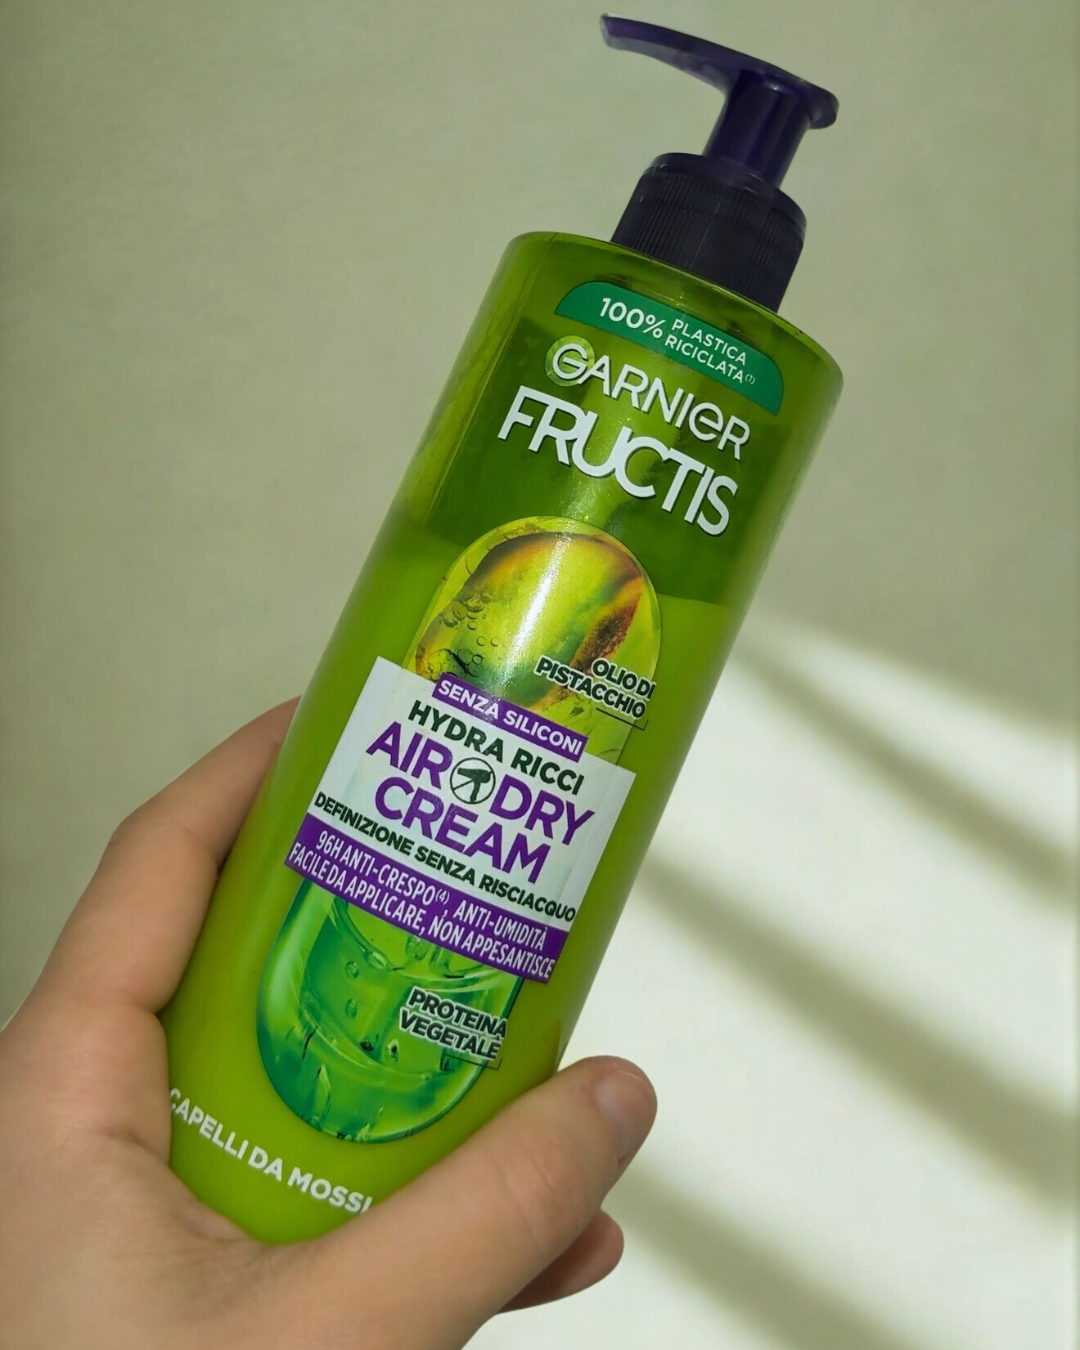 100% PLASTICA
RICICLATA(1)
GARNIER
FRUCTIS
OLIO DI
PISTACCHIO
SENZA SILICONI
HYDRA RICCI
AIR DRY
CREAM
DEFINIZIONE SENZA RISCIACQUO
96H ANTI-CRESPO(4), ANTI-UMIDITÀ
FACILE DA APPLICARE, NON APPESANTISCE
PROTEINA
VEGETALE
CAPELLI DA MOSSI